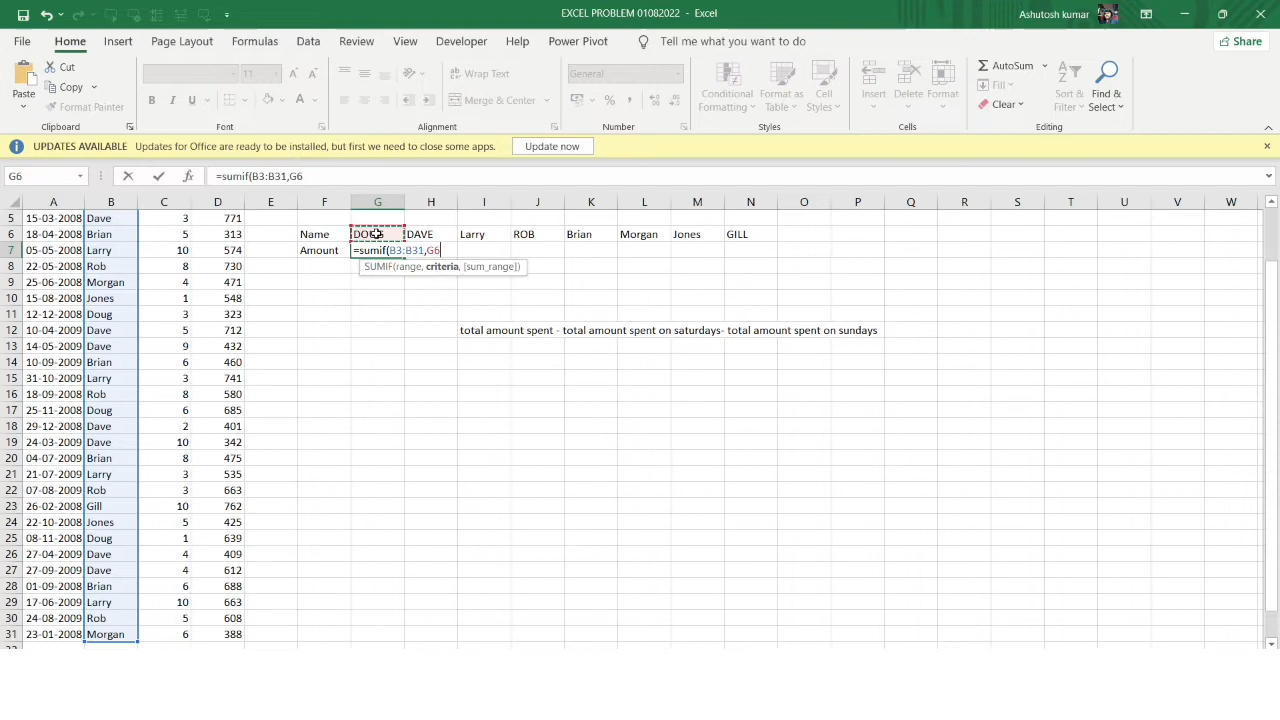 EXCEL PROBLEM 01082022 - Excel
Ashutosh kumar
File Home Insert Page Layout Formulas Data Review View Developer Help Power Pivot Tell me what you want to do Share
Paste Cut Copy Format Painter Clipboard
11 B I U A Font
Wrap Text Merge & Center Alignment
General % , Number
Conditional Formatting Format as Table Cell Styles Styles
Insert Delete Format Cells
AutoSum Fill Clear Sort & Filter Find & Select Editing
UPDATES AVAILABLE Updates for Office are ready to be installed, but first we need to close some apps. Update now
G6 fx =sumif(B3:B31,G6
A B C D E F G H I J K L M N O P Q R S T U V W
5 15-03-2008 Dave 3 771
6 18-04-2008 Brian 5 313 Name DAVE Larry ROB Brian Morgan Jones GILL
7 05-05-2008 Larry 10 574 Amount =sumif(B3:B31,G6
8 22-05-2008 Rob 8 730 SUMIF(range, criteria, [sum_range])
9 25-06-2008 Morgan 4 471
10 15-08-2008 Jones 1 548
11 12-12-2008 Doug 3 323
12 10-04-2009 Dave 5 712 total amount spent - total amount spent on saturdays- total amount spent on sundays
13 14-05-2009 Dave 9 432
14 10-09-2009 Brian 6 460
15 31-10-2009 Larry 3 741
16 18-09-2009 Rob 8 580
17 25-11-2008 Doug 6 685
18 29-12-2008 Dave 2 401
19 24-03-2009 Dave 10 342
20 04-07-2009 Brian 8 475
21 21-07-2009 Larry 3 535
22 07-08-2009 Rob 3 663
23 26-02-2008 Gill 10 762
24 22-10-2008 Jones 5 425
25 08-11-2008 Doug 1 639
26 27-04-2009 Dave 4 409
27 27-09-2009 Dave 4 612
28 01-09-2009 Brian 6 688
29 17-06-2009 Larry 10 663
30 24-08-2009 Rob 5 608
31 23-01-2008 Morgan 6 388